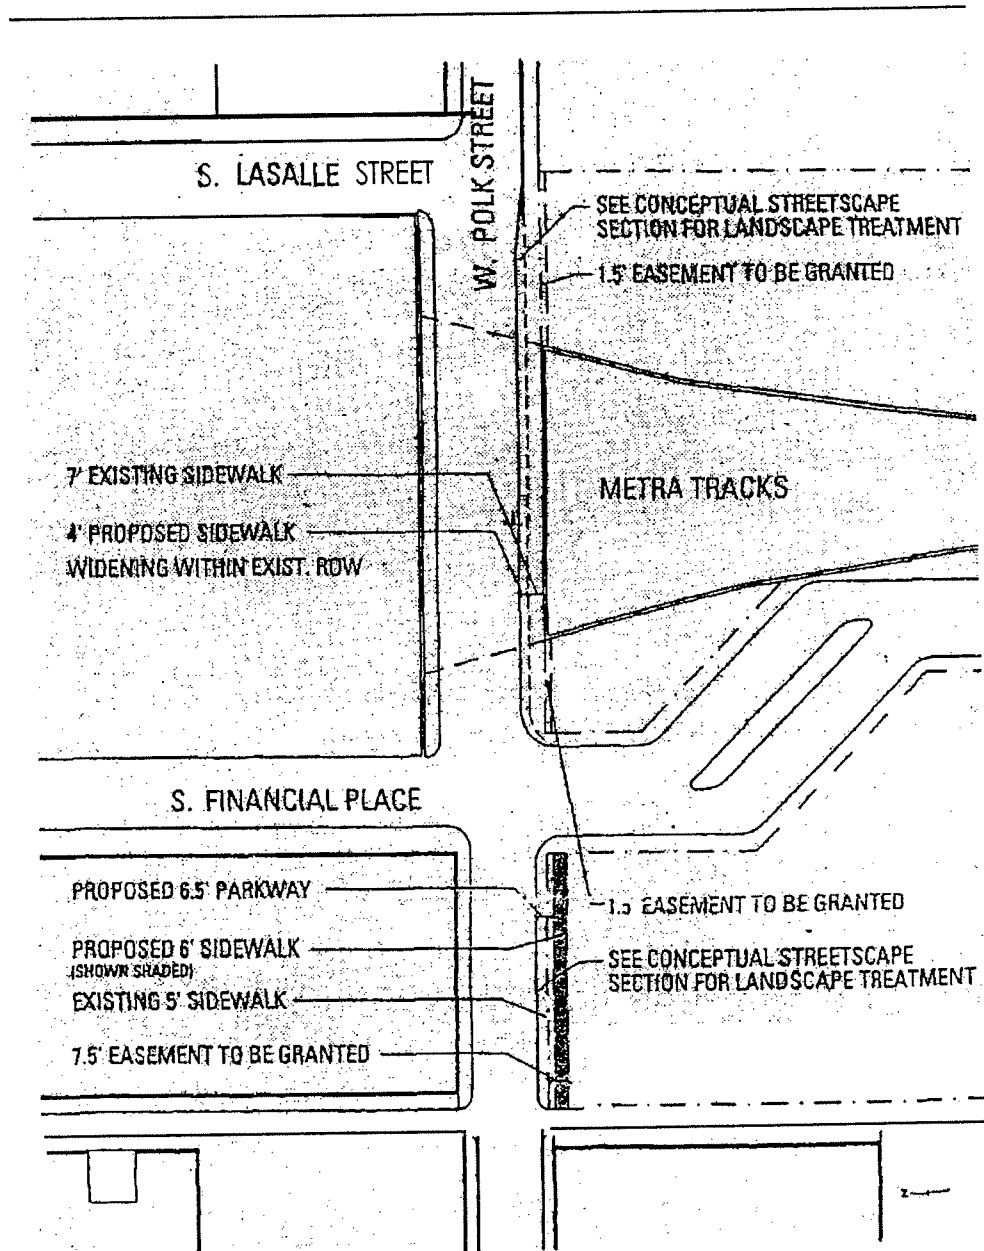 S. LASALLE STREET
W. POLK STREET
SEE CONCEPTUAL STREETSCAPE
SECTION FOR LANDSCAPE TREATMENT
1.5' EASEMENT TO BE GRANTED
7' EXISTING SIDEWALK
METRA TRACKS
4' PROPOSED SIDEWALK
WIDENING WITHIN EXIST. ROW
S. FINANCIAL PLACE
PROPOSED 6.5' PARKWAY
1.5' EASEMENT TO BE GRANTED
PROPOSED 6' SIDEWALK
(SHOWN SHADED)
SEE CONCEPTUAL STREETSCAPE
SECTION FOR LANDSCAPE TREATMENT
EXISTING 5' SIDEWALK
7.5' EASEMENT TO BE GRANTED
z